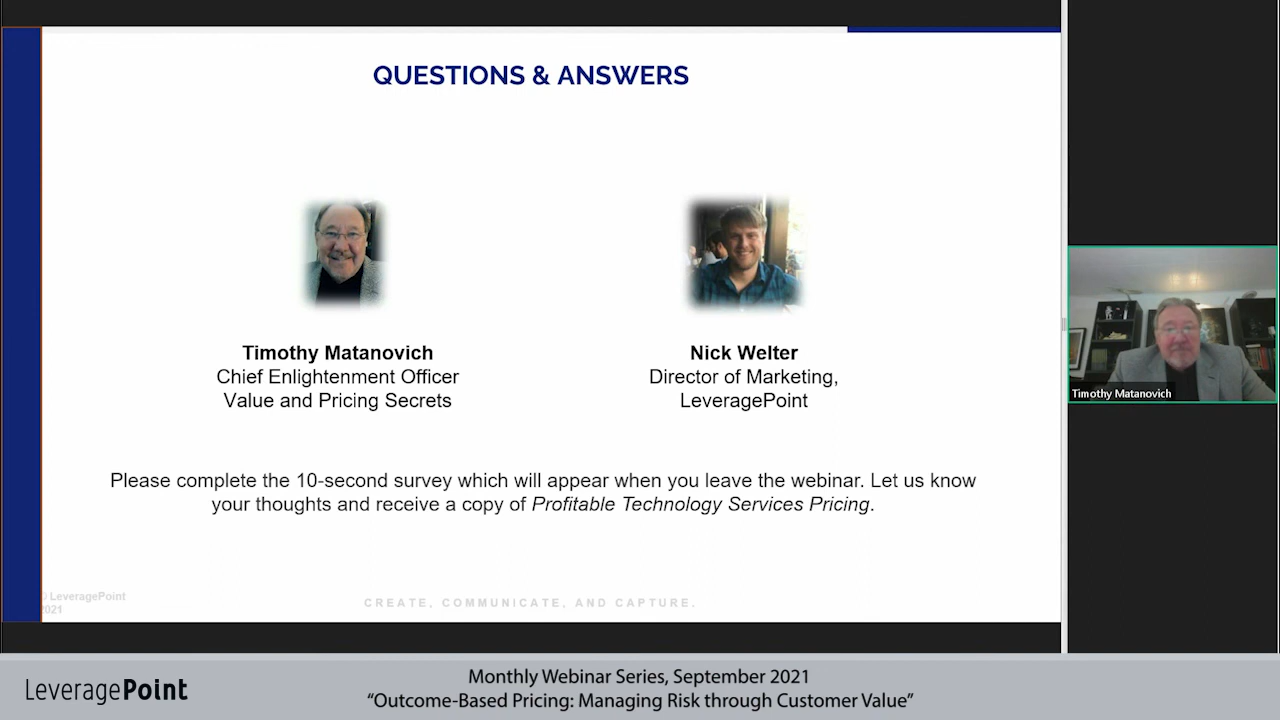 QUESTIONS & ANSWERS
Timothy Matanovich
Chief Enlightenment Officer
Value and Pricing Secrets
Nick Welter
Director of Marketing,
LeveragePoint
Please complete the 10-second survey which will appear when you leave the webinar. Let us know
your thoughts and receive a copy of Profitable Technology Services Pricing.
© LeveragePoint
2021
CREATE, COMMUNICATE, AND CAPTURE.
Timothy Matanovich
LeveragePoint
Monthly Webinar Series, September 2021
“Outcome-Based Pricing: Managing Risk through Customer Value”